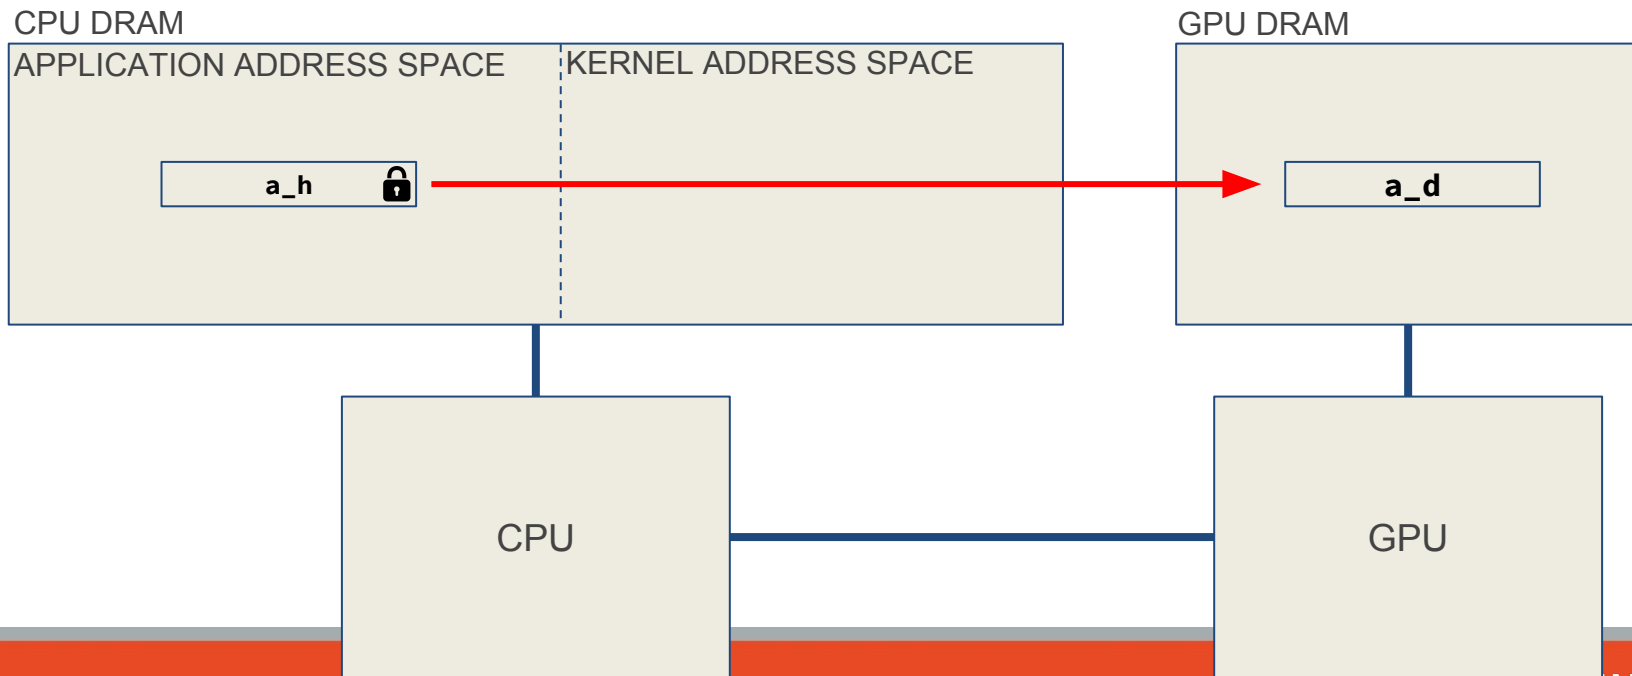 CPU DRAM
GPU DRAM
APPLICATION ADDRESS SPACE
KERNEL ADDRESS SPACE
a_h
a_d
CPU
GPU